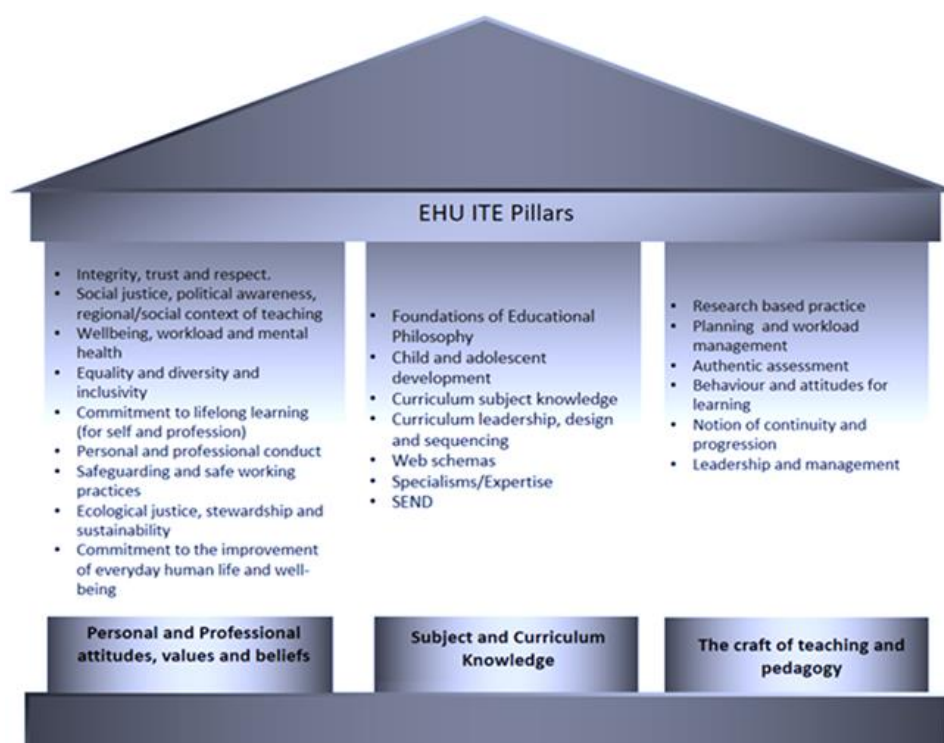 EHU ITE Pillars
• Integrity, trust and respect.
• Social justice, political awareness,
regional/social context of teaching
• Wellbeing, workload and mental
health
• Equality and diversity and
inclusivity
• Commitment to lifelong learning
(for self and profession)
• Personal and professional conduct
• Safeguarding and safe working
practices
• Ecological justice, stewardship and
sustainability
• Commitment to the improvement
of everyday human life and well-
being
Personal and Professional
attitudes, values and beliefs
• Foundations of Educational
Philosophy
• Child and adolescent
development
• Curriculum subject knowledge
• Curriculum leadership, design
and sequencing
• Web schemas
• Specialisms/Expertise
• SEND
Subject and Curriculum
Knowledge
• Research based practice
• Planning and workload
management
• Authentic assessment
• Behaviour and attitudes for
learning
• Notion of continuity and
progression
• Leadership and management
The craft of teaching and
pedagogy